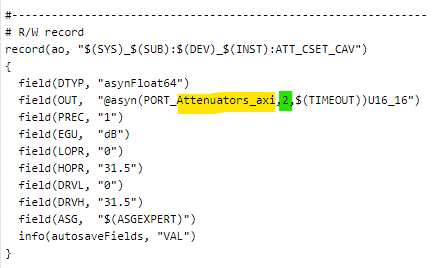 #-------------------------------------------------------
# R/W record
record(ao, "$(SYS)_$(SUB):$(DEV)_$(INST):ATT_CSET_CAV")
{
  field(DTYP, "asynFloat64")
  field(OUT,  "@asyn(PORT_Attenuators_axi,2,$(TIMEOUT))U16_16")
  field(PREC, "1")
  field(EGU,  "dB")
  field(LOPR, "0")
  field(HOPR, "31.5")
  field(DRVL, "0")
  field(DRVH, "31.5")
  field(ASG,  "$(ASGEXPERT)")
  info(autosaveFields, "VAL")
}